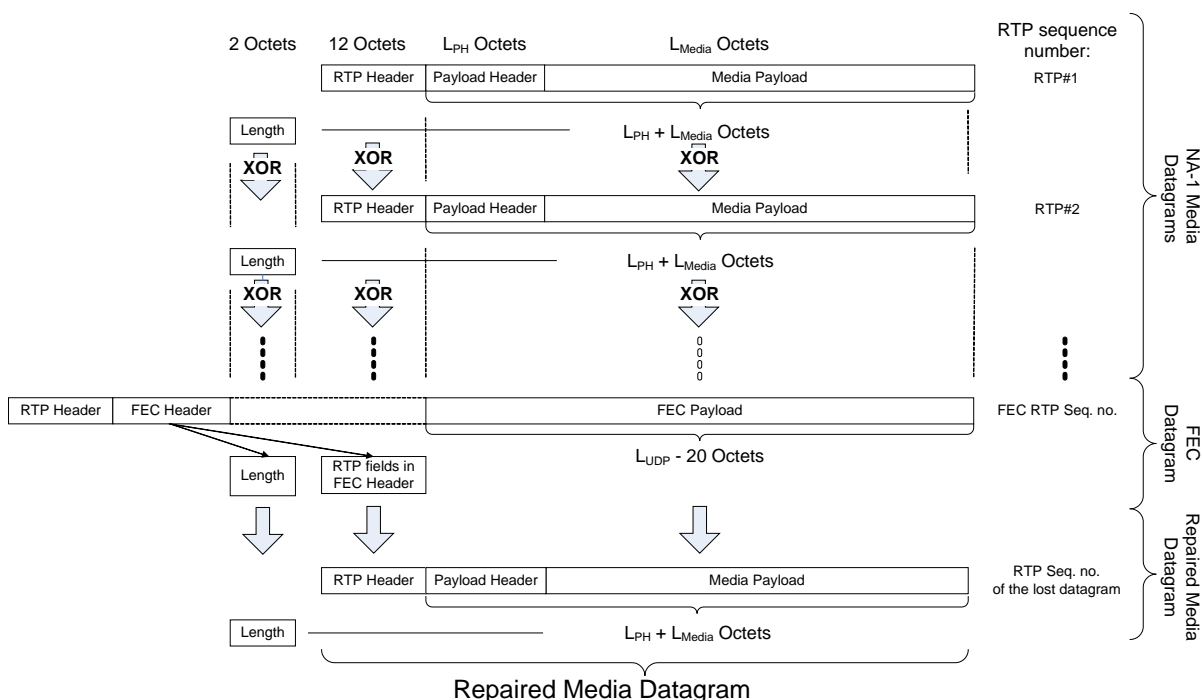 2 Octets 12 Octets LPH Octets LMedia Octets RTP sequence
number:
RTP Header Payload Header Media Payload RTP#1
Length LPH + LMedia Octets
XOR XOR XOR
RTP Header Payload Header Media Payload RTP#2
Length LPH + LMedia Octets
XOR XOR XOR
NA-1 Media
Datagrams
RTP Header FEC Header FEC Payload FEC RTP Seq. no.
LUDP - 20 Octets
Length RTP fields in
FEC Header
FEC
Datagram
RTP Header Payload Header Media Payload RTP Seq. no.
of the lost datagram
Length LPH + LMedia Octets
Repaired Media
Datagram
Repaired Media Datagram